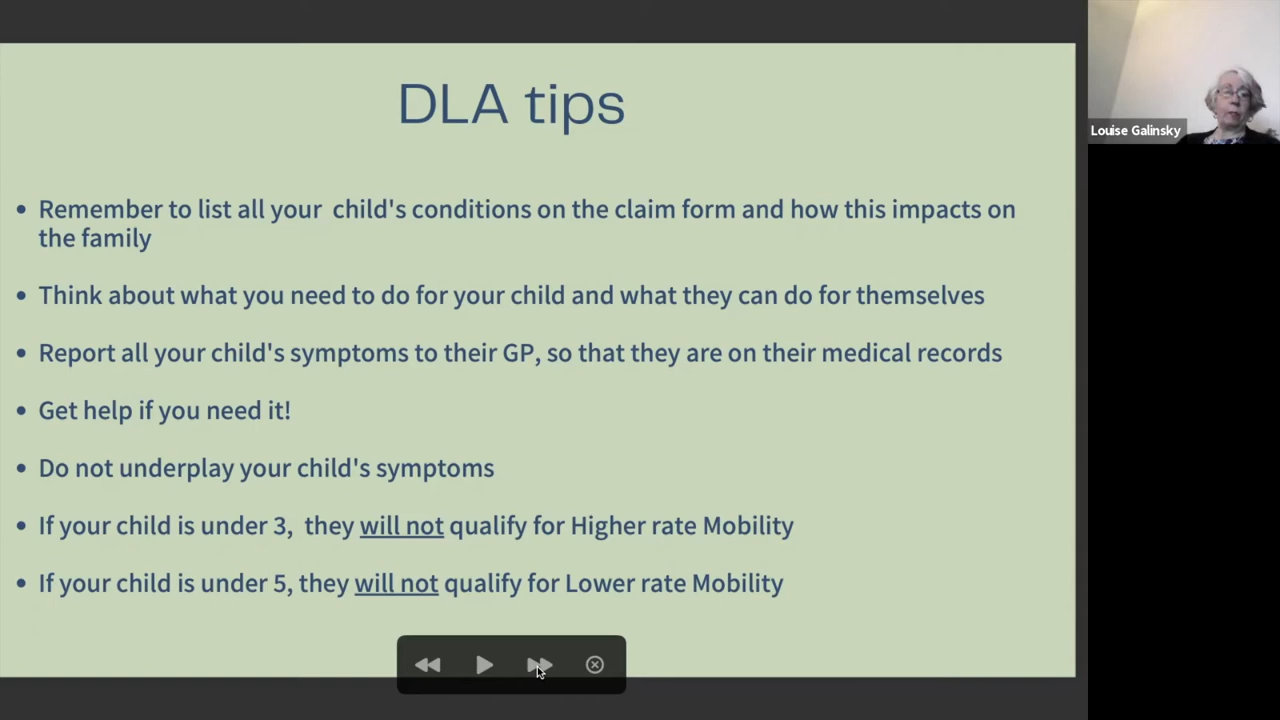 DLA tips
• Remember to list all your  child's conditions on the claim form and how this impacts on
the family
• Think about what you need to do for your child and what they can do for themselves
• Report all your child's symptoms to their GP, so that they are on their medical records
• Get help if you need it!
• Do not underplay your child's symptoms
• If your child is under 3,  they will not qualify for Higher rate Mobility
• If your child is under 5, they will not qualify for Lower rate Mobility
Louise Galinsky